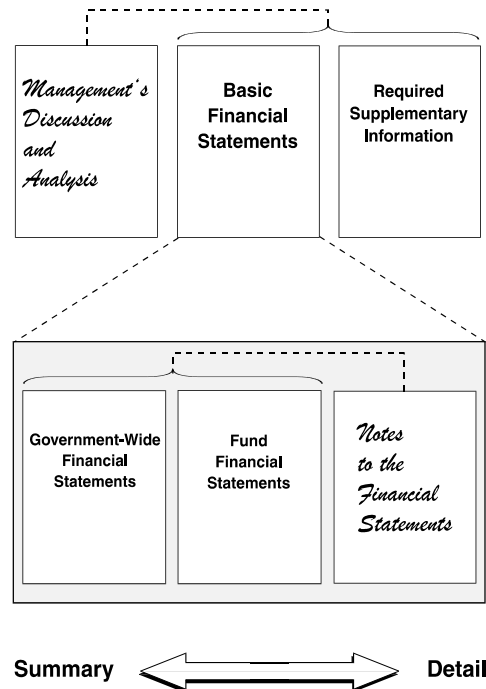 Management's
Discussion
and
Analysis
Basic
Financial
Statements
Required
Supplementary
Information
Government-Wide
Financial
Statements
Fund
Financial
Statements
Notes
to the
Financial
Statements
Summary
Detail